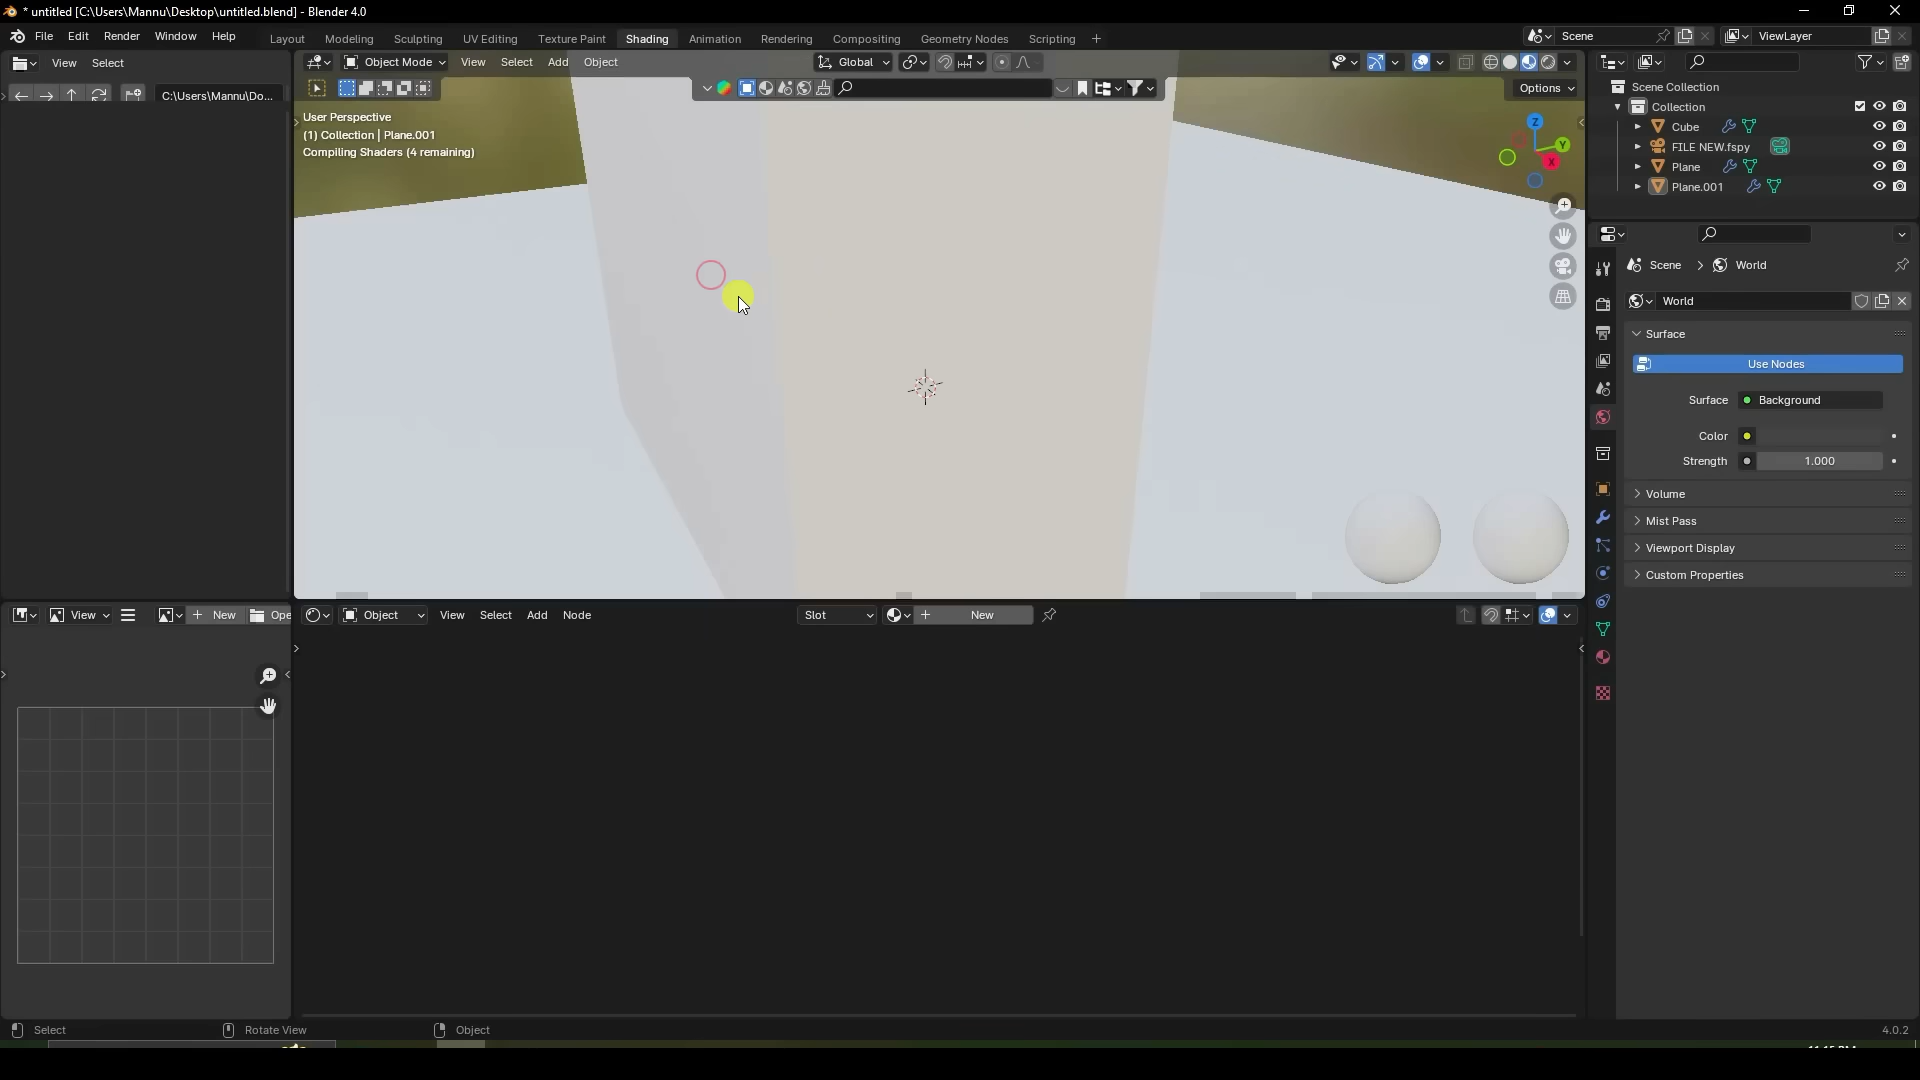 * untitled [C:\Users\Mannu\Desktop\untitled.blend] - Blender 4.0
File Edit Render Window Help
Layout Modeling Sculpting UV Editing Texture Paint Shading Animation Rendering Compositing Geometry Nodes Scripting +
Scene
ViewLayer
View Select
C:\Users\Mannu\Do...
Object Mode View Select Add Object
Global
Options
User Perspective
(1) Collection | Plane.001
Compiling Shaders (4 remaining)
Z
Y
X
Scene Collection
Collection
Cube
FILE NEW.fspy
Plane
Plane.001
Scene > World
World
Surface
Use Nodes
Surface Background
Color
Strength 1.000
Volume
Mist Pass
Viewport Display
Custom Properties
View + New Ope
Object View Select Add Node
Slot
+ New
Select Rotate View Object
4.0.2